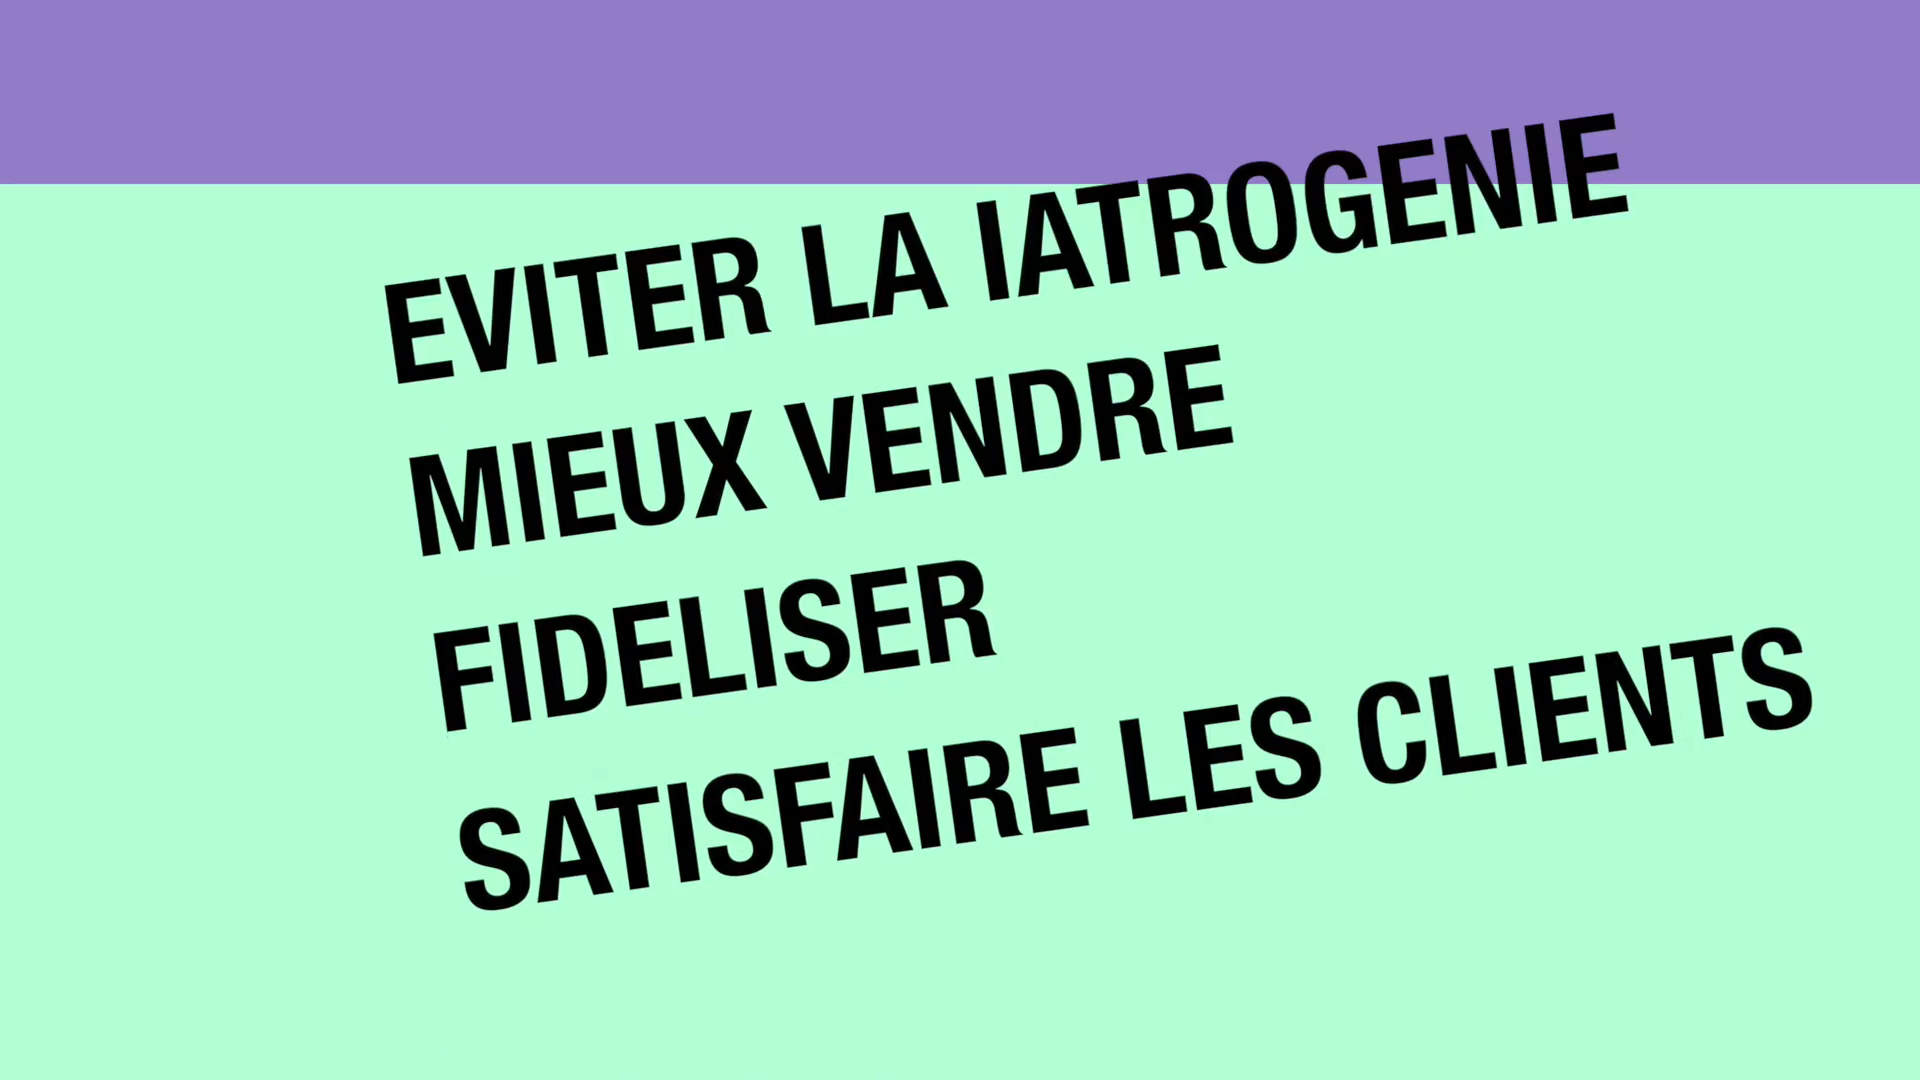 EVITER LA IATROGENIE
MIEUX VENDRE
FIDELISER
SATISFAIRE LES CLIENTS